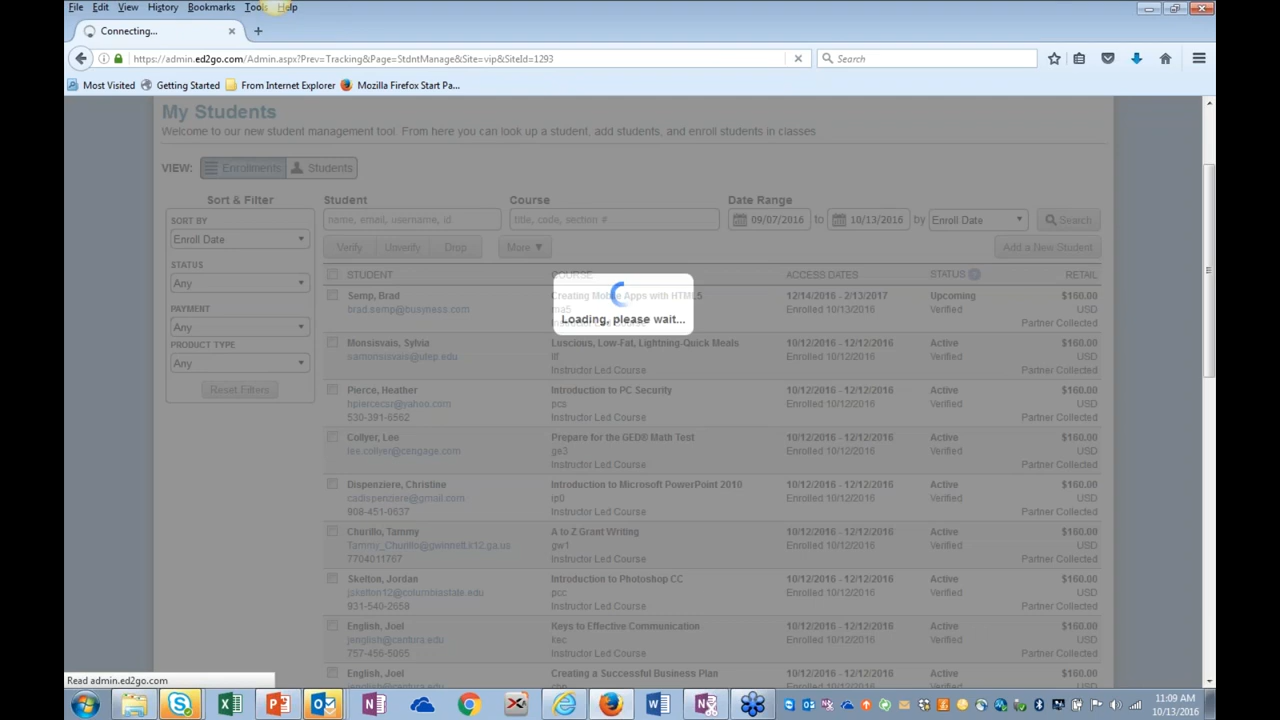 File Edit View History Bookmarks Tools Help
Connecting...
https://admin.ed2go.com/Admin.aspx?Prev=Tracking&Page=StdntManage&Site=vip&SiteId=1293
Search
Most Visited Getting Started From Internet Explorer Mozilla Firefox Start Pa...
My Students
Welcome to our new student management tool. From here you can look up a student, add students, and enroll students in classes
VIEW: Enrollments Students
Sort & Filter Student Course Date Range
SORT BY
name, email, username, id title, code, section # 09/07/2016 to 10/13/2016 by Enroll Date Search
Enroll Date
Verify Unverify Drop More ▼ Add a New Student
STATUS
Any
PAYMENT
Any
PRODUCT TYPE
Any
Reset Filters
STUDENT COURSE ACCESS DATES STATUS RETAIL
Semp, Brad Creating Mobile Apps with HTML5 12/14/2016 - 2/13/2017 Upcoming $160.00
brad.semp@busyness.com ma5 Enrolled 10/13/2016 Verified USD
Partner Collected
Loading, please wait...
Monsisvais, Sylvia Luscious, Low-Fat, Lightning-Quick Meals 10/12/2016 - 12/12/2016 Active $160.00
samonsisvais@utep.edu llf Enrolled 10/12/2016 Verified USD
Instructor Led Course Partner Collected
Pierce, Heather Introduction to PC Security 10/12/2016 - 12/12/2016 Active $160.00
hpiercecsr@yahoo.com pcs Enrolled 10/12/2016 Verified USD
530-391-6562 Instructor Led Course Partner Collected
Collyer, Lee Prepare for the GED® Math Test 10/12/2016 - 12/12/2016 Active $160.00
lee.collyer@cengage.com ge3 Enrolled 10/12/2016 Verified USD
Instructor Led Course Partner Collected
Dispenziere, Christine Introduction to Microsoft PowerPoint 2010 10/12/2016 - 12/12/2016 Active $160.00
cadispenziere@gmail.com ip0 Enrolled 10/12/2016 Verified USD
908-451-0637 Instructor Led Course Partner Collected
Churillo, Tammy A to Z Grant Writing 10/12/2016 - 12/12/2016 Active $160.00
Tammy_Churillo@gwinnett.k12.ga.us gw1 Enrolled 10/12/2016 Verified USD
7704011767 Instructor Led Course Partner Collected
Skelton, Jordan Introduction to Photoshop CC 10/12/2016 - 12/12/2016 Active $160.00
jskelton12@columbiastate.edu pcc Enrolled 10/12/2016 Verified USD
931-540-2658 Instructor Led Course Partner Collected
English, Joel Keys to Effective Communication 10/12/2016 - 12/12/2016 Active $160.00
jenglish@centura.edu kec Enrolled 10/12/2016 Verified USD
757-456-5065 Instructor Led Course Partner Collected
English, Joel Creating a Successful Business Plan 10/12/2016 - 12/12/2016 Active $160.00
Enrolled 10/12/2016 Verified USD
Read admin.ed2go.com
11:09 AM
10/13/2016